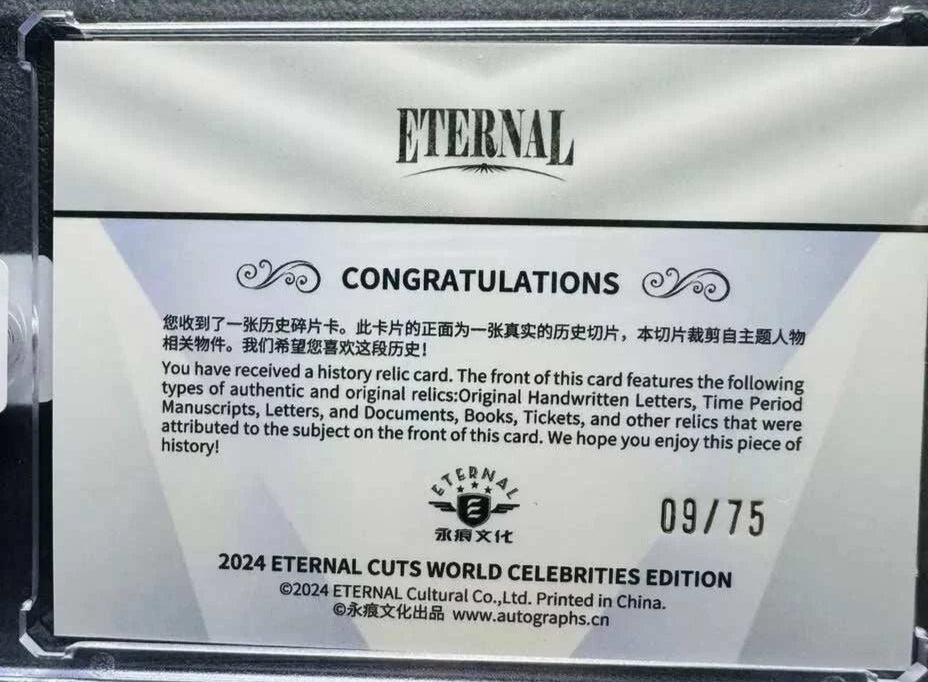 ETERNAL
CONGRATULATIONS
您收到了一张历史碎片卡。此卡片的正面为一张真实的历史切片，本切片裁剪自主题人物
相关物件。我们希望您喜欢这段历史！
You have received a history relic card. The front of this card features the following
types of authentic and original relics:Original Handwritten Letters, Time Period
Manuscripts, Letters, and Documents, Books, Tickets, and other relics that were
attributed to the subject on the front of this card. We hope you enjoy this piece of
history!
ETERNAL
E
永痕文化
09/75
2024 ETERNAL CUTS WORLD CELEBRITIES EDITION
©2024 ETERNAL Cultural Co.,Ltd. Printed in China.
©永痕文化出品 www.autographs.cn